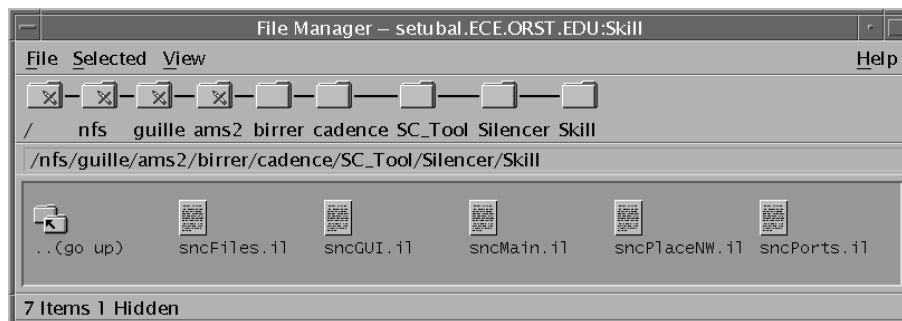 File Manager – setubal.ECE.ORST.EDU:Skill
File Selected View Help
/ nfs guille ams2 birrer cadence SC_Tool Silencer Skill
/nfs/guille/ams2/birrer/cadence/SC_Tool/Silencer/Skill
..(go up) sncFiles.il sncGUI.il sncMain.il sncPlaceNW.il sncPorts.il
7 Items 1 Hidden